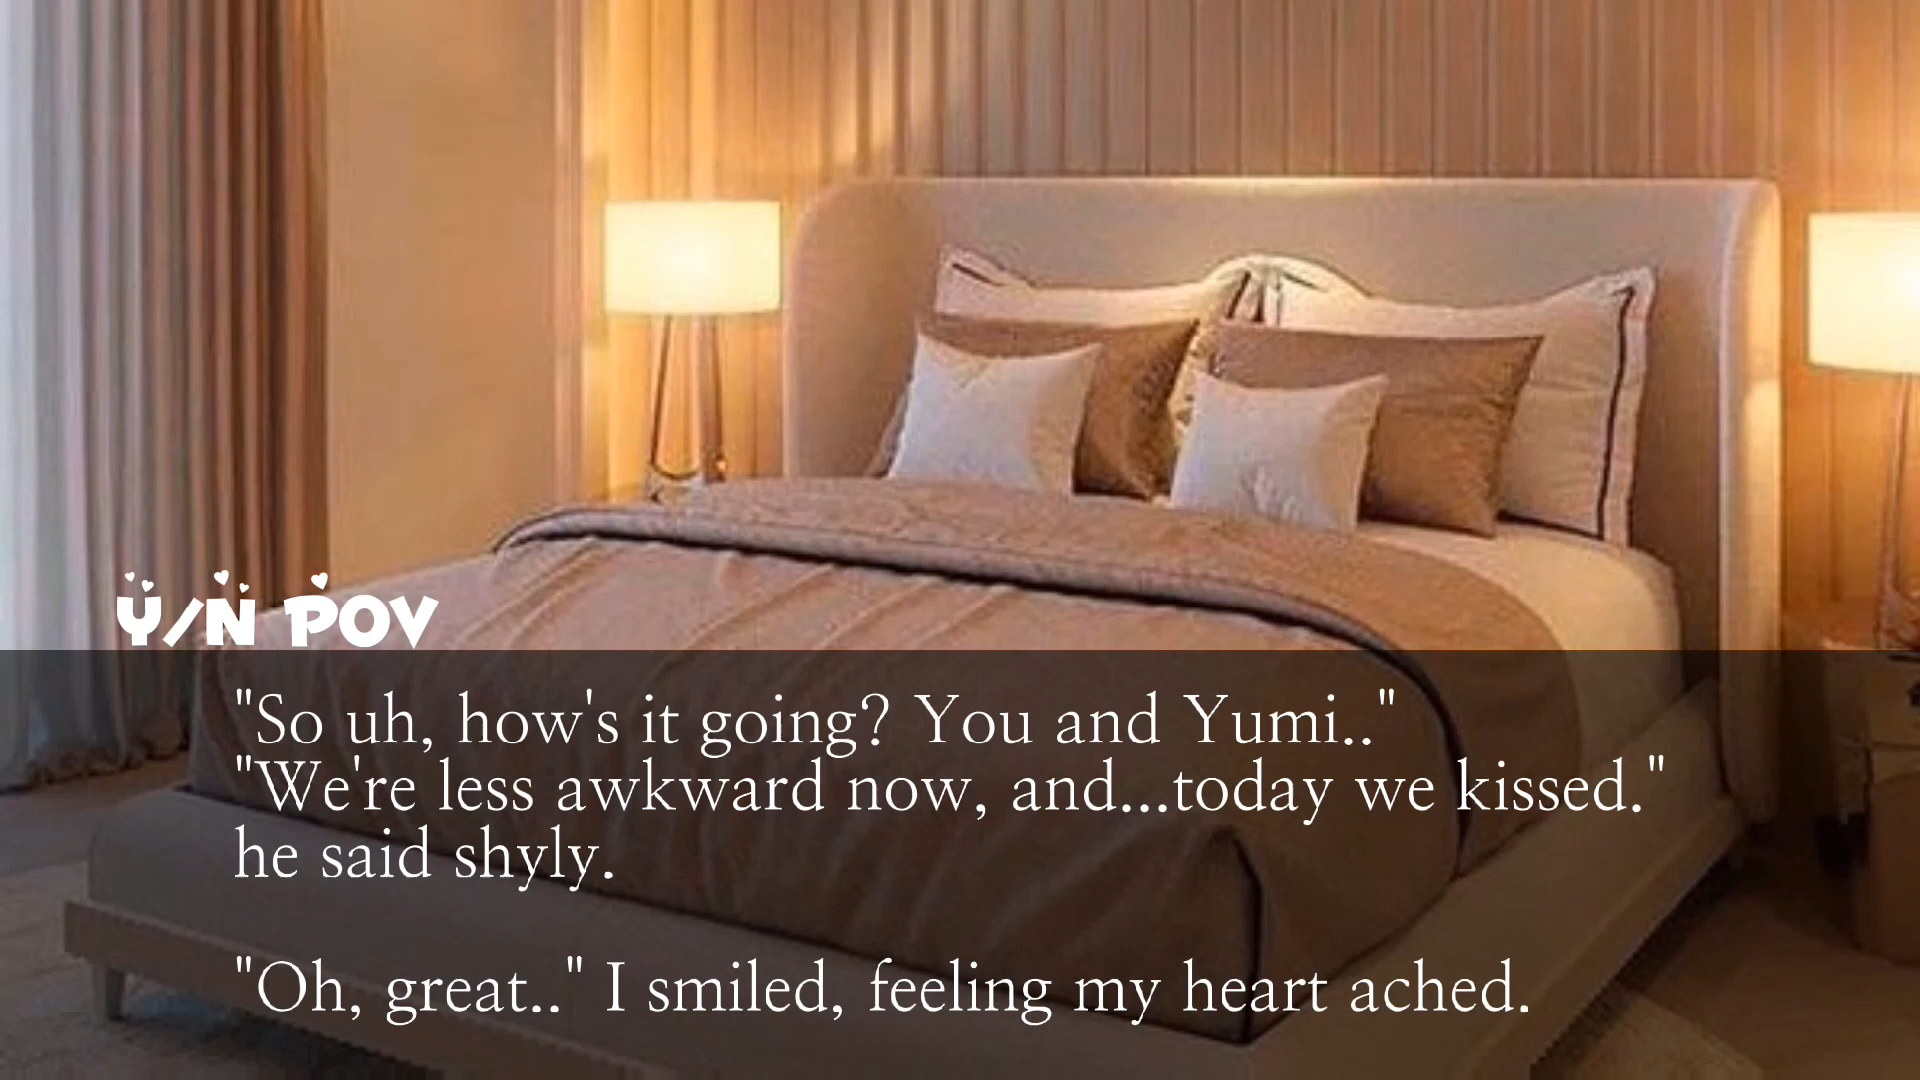 Y/N POV
"So uh, how's it going? You and Yumi.."
"We're less awkward now, and...today we kissed."
he said shyly.
"Oh, great.." I smiled, feeling my heart ached.